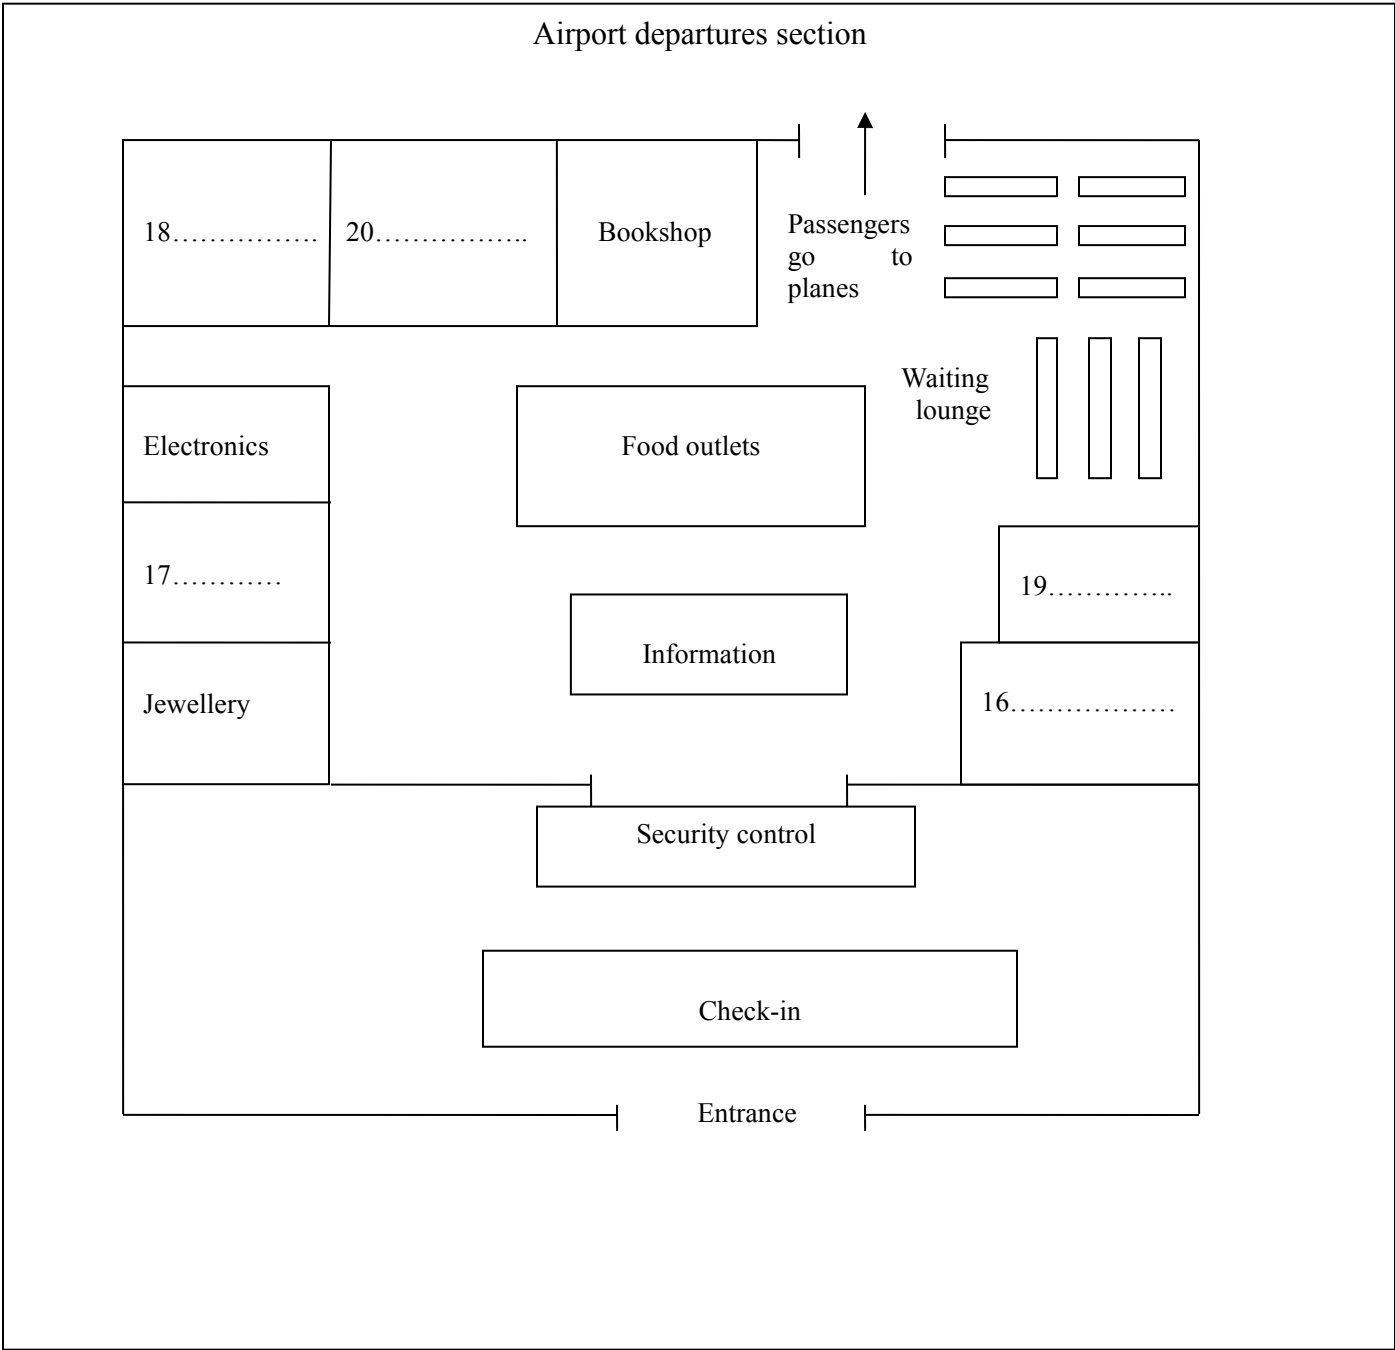 Airport departures section
18……………. 20…………….. Bookshop
Passengers
go to
planes
Waiting
lounge
Electronics
Food outlets
17…………
19…………..
Information
Jewellery
16………………
Security control
Check-in
Entrance